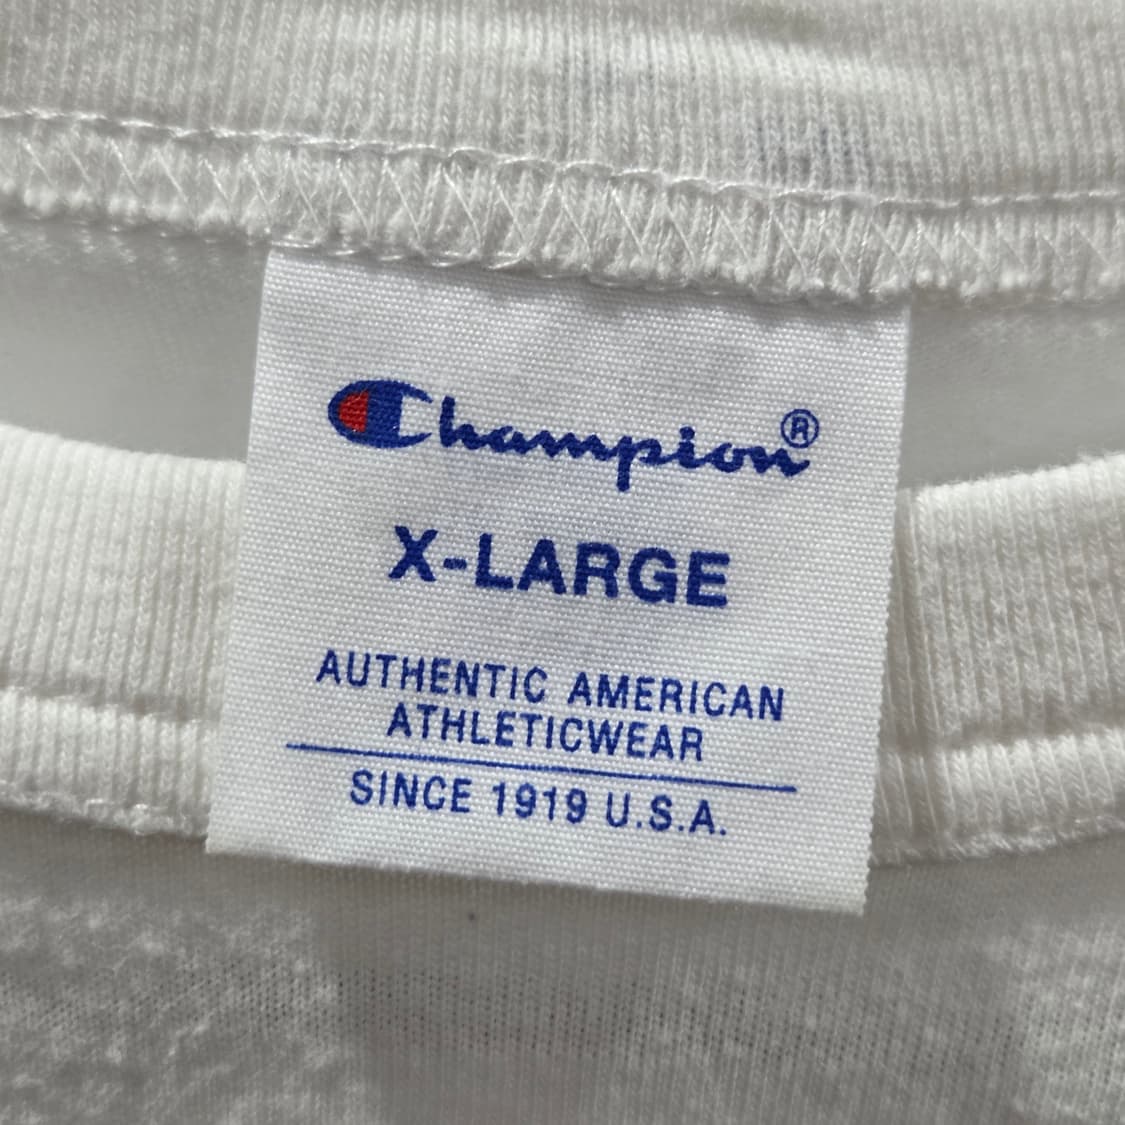 Champion®
X-LARGE
AUTHENTIC AMERICAN
ATHLETICWEAR
SINCE 1919 U.S.A.